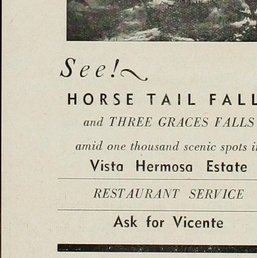 See!
HORSE TAIL FALL
and THREE GRACES FALLS
amid one thousand scenic spots i
Vista Hermosa Estate
RESTAURANT SERVICE
Ask for Vicente